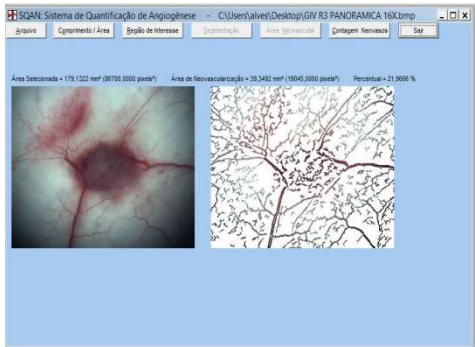 SQAN: Sistema de Quantificação de Angiogênese - C:\Users\alves\Desktop\GIV R3 PANORAMICA 16X.bmp
Arquivo Comprimento / Área Região de Interesse Segmentação Área Neovascular Contagem Neovasos Sair
Área Selecionada = 179,1322 mm² (86700,0000 pixels²) Área de Neovascularização = 39,3492 mm² (19045,0000 pixels²) Percentual = 21,9666 %